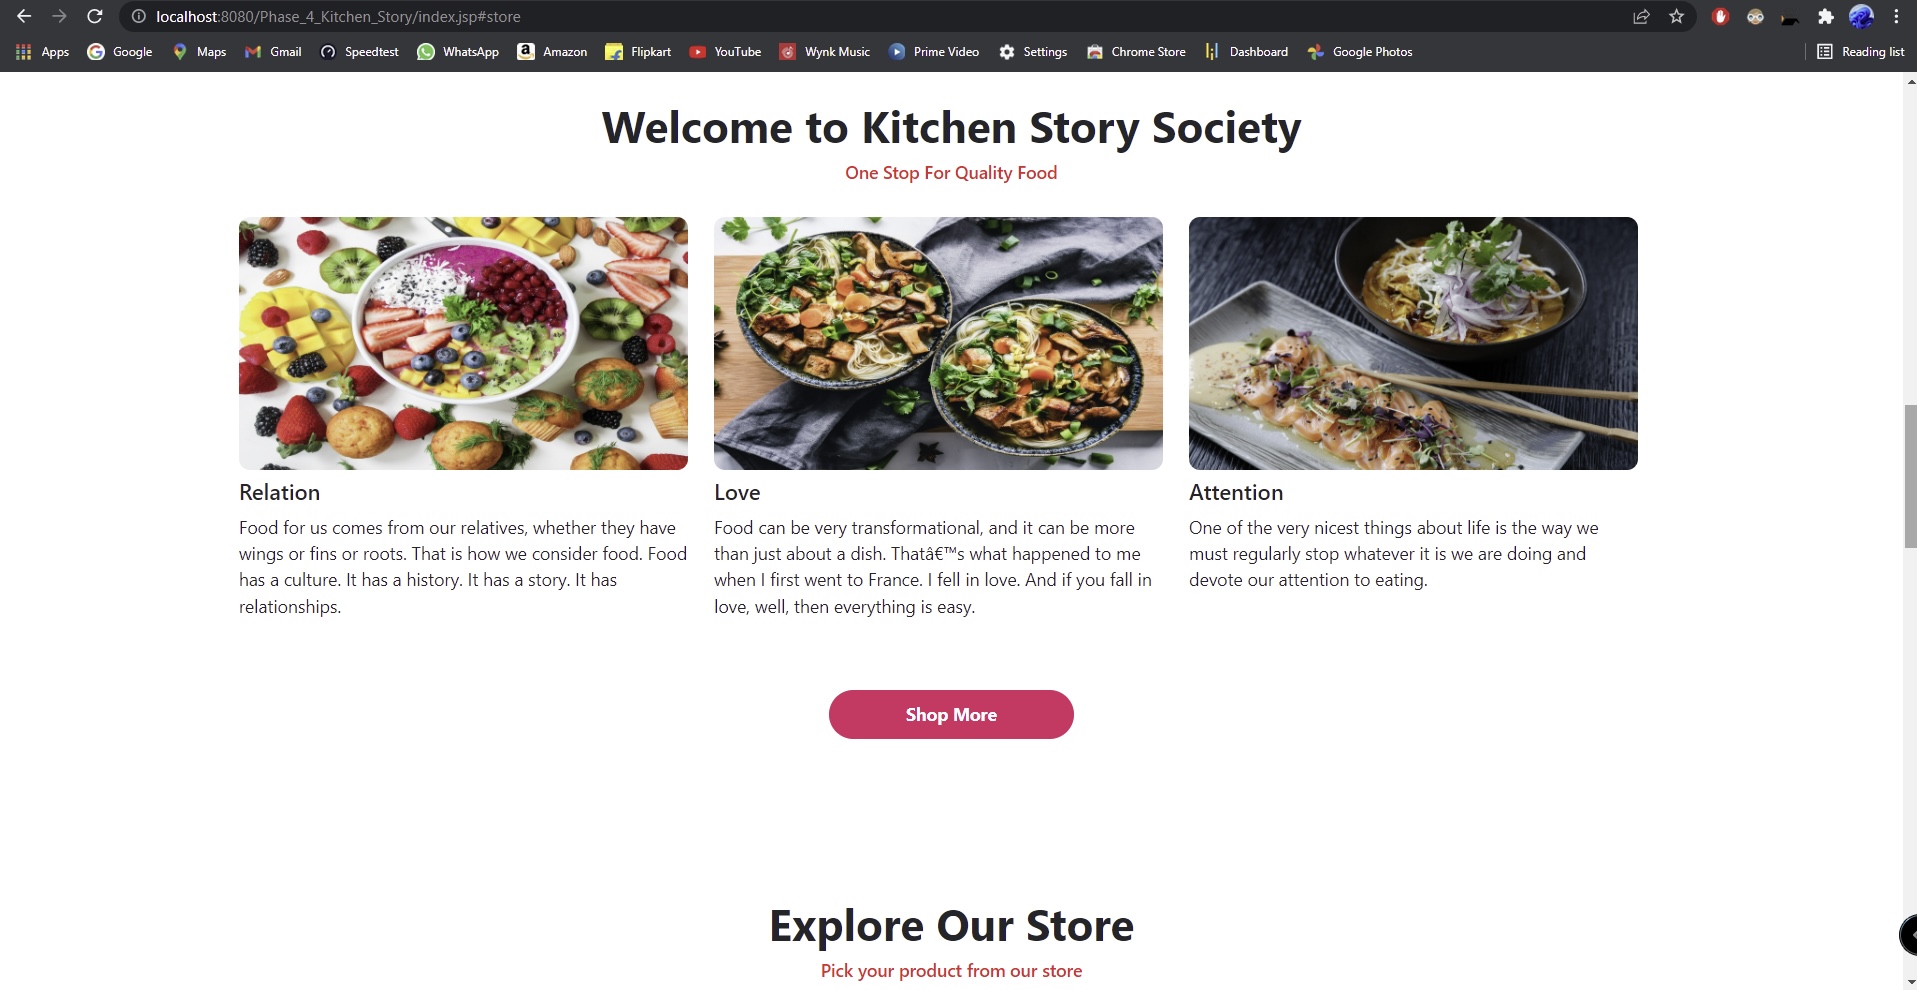 localhost:8080/Phase_4_Kitchen_Story/index.jsp#store
Apps Google Maps Gmail Speedtest WhatsApp Amazon Flipkart YouTube Wynk Music Prime Video Settings Chrome Store Dashboard Google Photos Reading list
Welcome to Kitchen Story Society
One Stop For Quality Food
Relation
Food for us comes from our relatives, whether they have
wings or fins or roots. That is how we consider food. Food
has a culture. It has a history. It has a story. It has
relationships.
Love
Food can be very transformational, and it can be more
than just about a dish. Thatâ€™s what happened to me
when I first went to France. I fell in love. And if you fall in
love, well, then everything is easy.
Attention
One of the very nicest things about life is the way we
must regularly stop whatever it is we are doing and
devote our attention to eating.
Shop More
Explore Our Store
Pick your product from our store